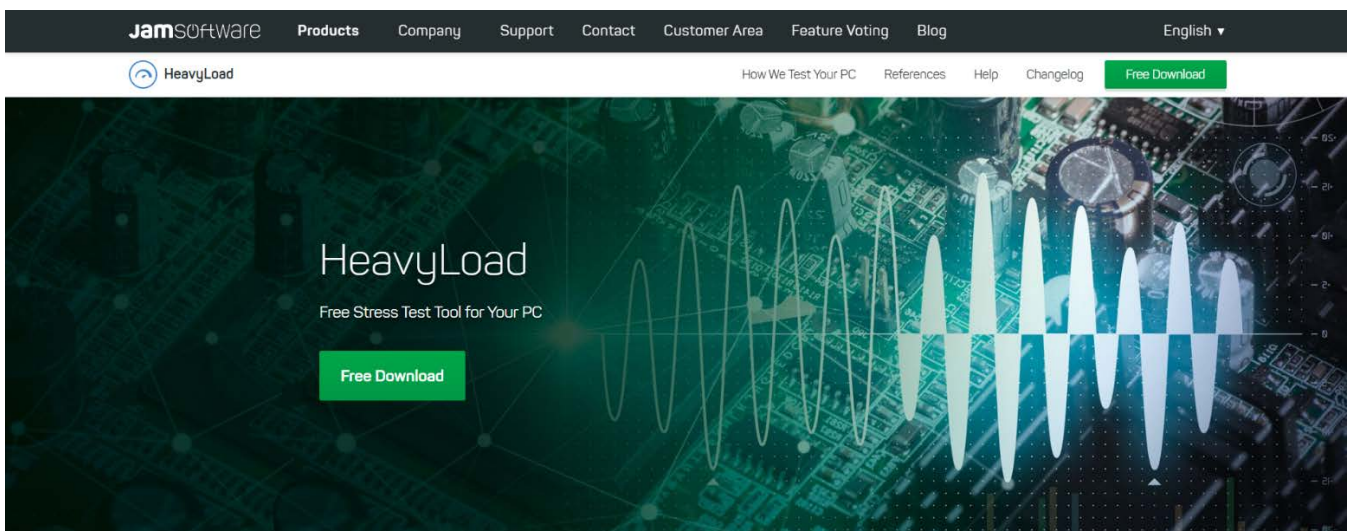 Jamsoftware Products Company Support Contact Customer Area Feature Voting Blog English ▾
HeavyLoad How We Test Your PC References Help Changelog Free Download
HeavyLoad
Free Stress Test Tool for Your PC
Free Download